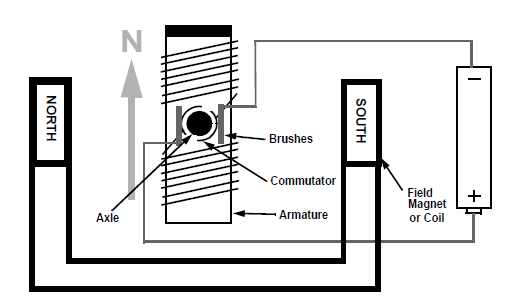 N
NORTH
SOUTH
−
+
Brushes
Commutator
Axle
Armature
Field
Magnet
or Coil